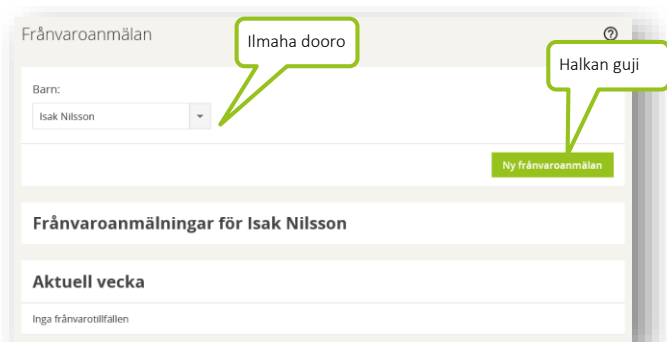 Frånvaroanmälan
Ilmaha dooro
Halkan guji
Barn:
Isak Nilsson
Ny frånvaroanmälan
Frånvaroanmälningar för Isak Nilsson
Aktuell vecka
Inga frånvarotillfällen